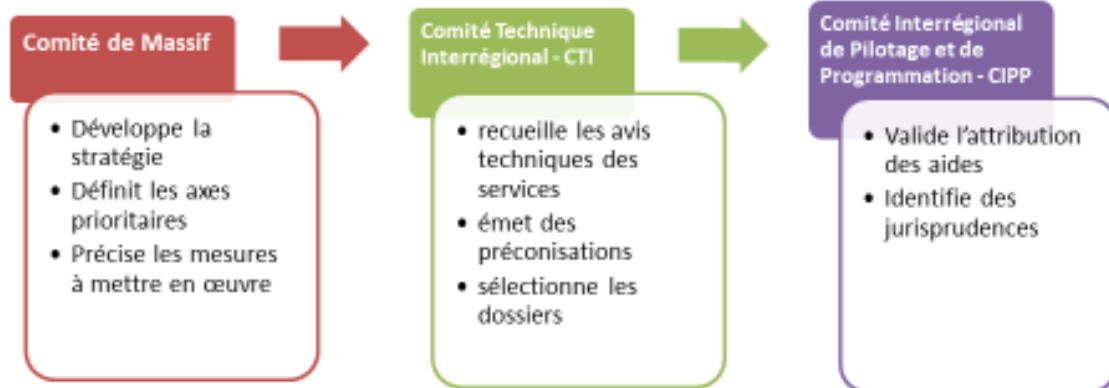 Comité de Massif
• Développe la
stratégie
• Définit les axes
prioritaires
• Précise les mesures
à mettre en œuvre
Comité Technique
Interrégional - CTI
• recueille les avis
techniques des
services
• émet des
préconisations
• sélectionne les
dossiers
Comité Interrégional
de Pilotage et de
Programmation - CIPP
• Valide l'attribution
des aides
• Identifie des
jurisprudences